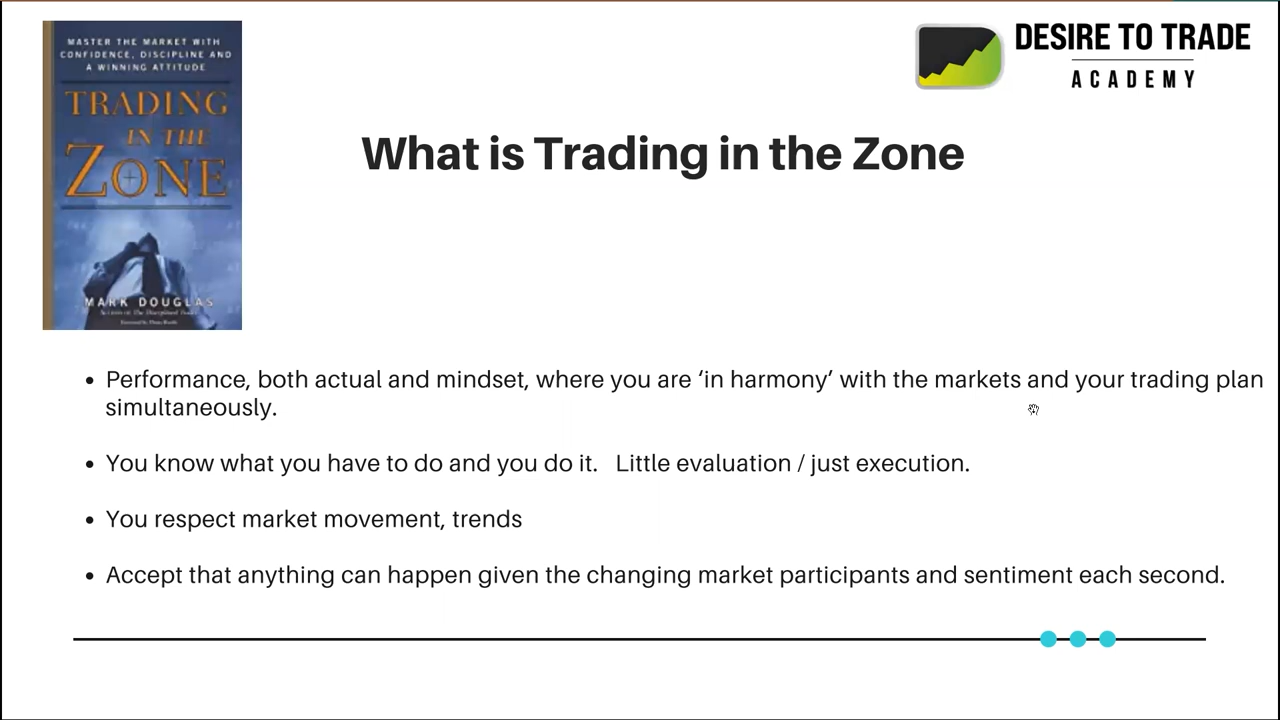 MASTER THE MARKET WITH
CONFIDENCE, DISCIPLINE AND
A WINNING ATTITUDE
TRADING
IN THE
ZONE
MARK DOUGLAS
DESIRE TO TRADE
ACADEMY
What is Trading in the Zone
• Performance, both actual and mindset, where you are ‘in harmony’ with the markets and your trading plan
simultaneously.
• You know what you have to do and you do it.   Little evaluation / just execution.
• You respect market movement, trends
• Accept that anything can happen given the changing market participants and sentiment each second.